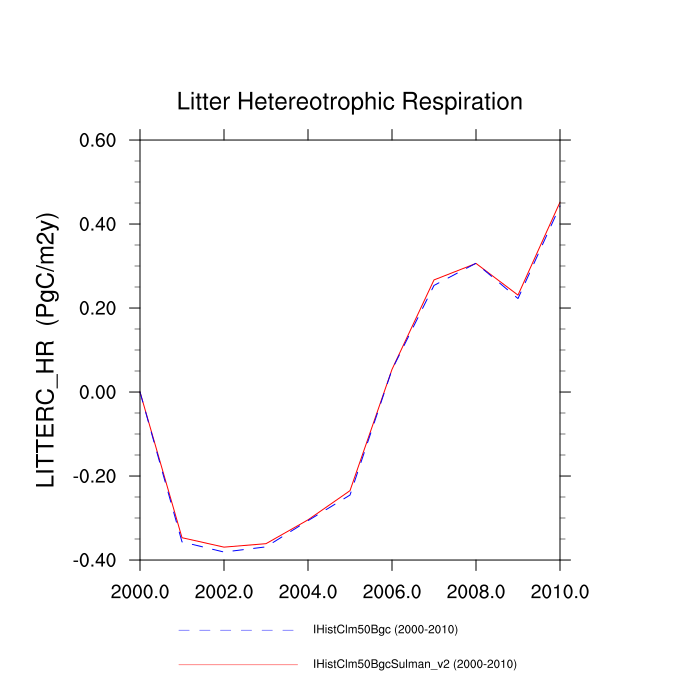 Litter Hetereotrophic Respiration
LITTERC_HR (PgC/m2y)
0.60
0.40
0.20
0.00
-0.20
-0.40
2000.0 2002.0 2004.0 2006.0 2008.0 2010.0
IHistClm50Bgc (2000-2010)
IHistClm50BgcSulman_v2 (2000-2010)